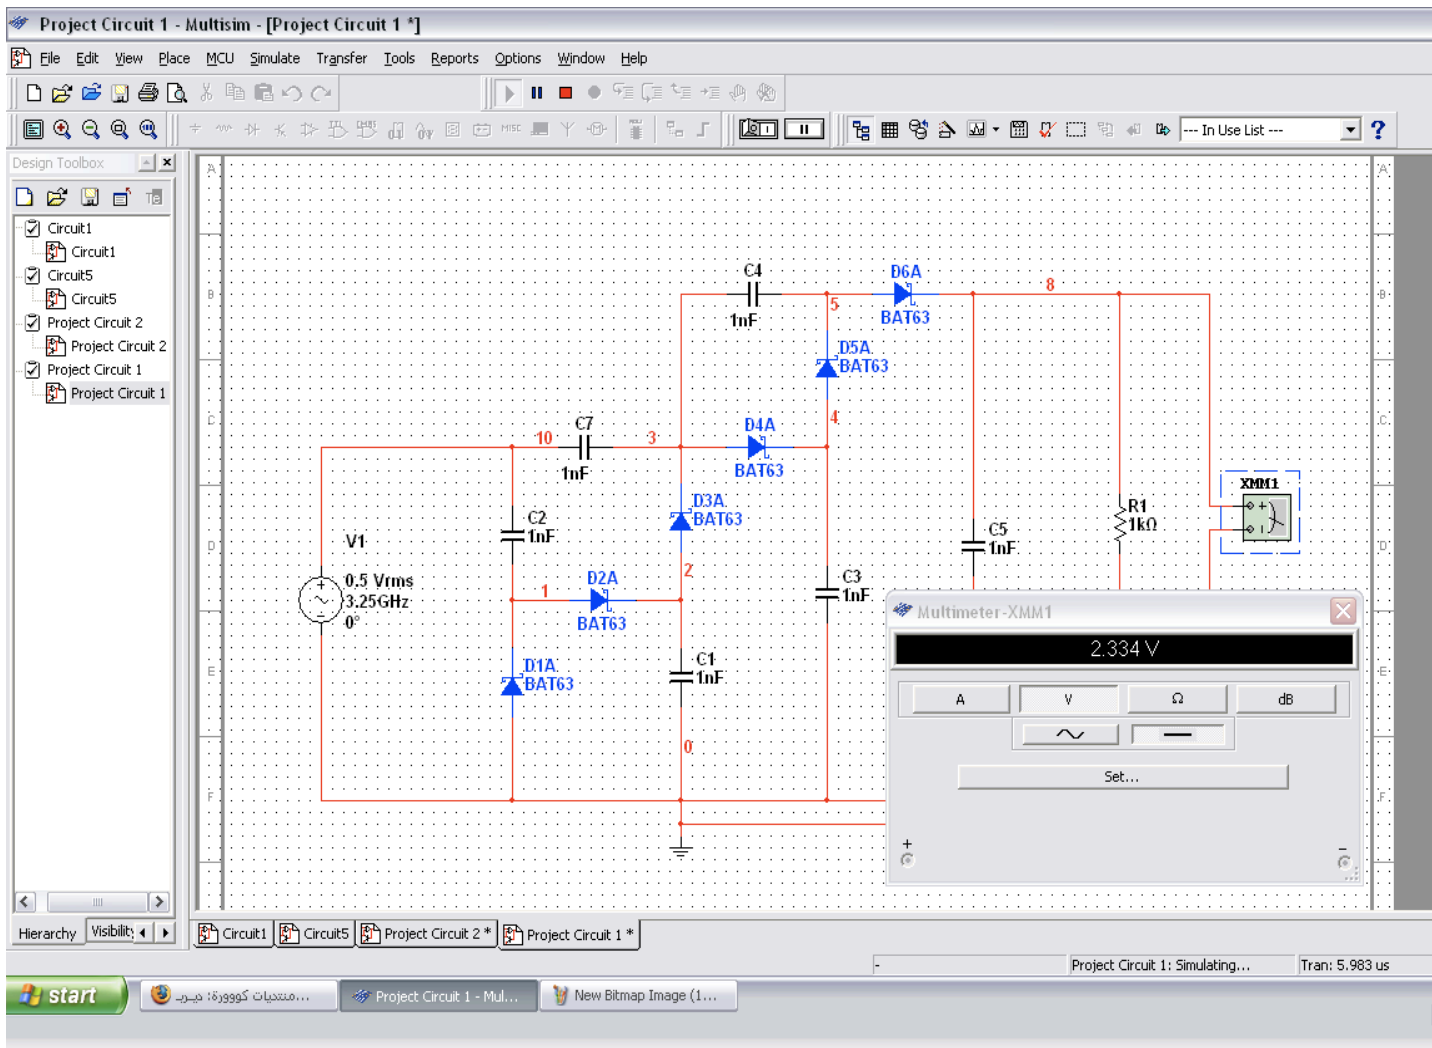 Project Circuit 1 - Multisim - [Project Circuit 1 *]
File Edit View Place MCU Simulate Transfer Tools Reports Options Window Help
MISC
--- In Use List ---
?
Design Toolbox
Circuit1
Circuit1
Circuit5
Circuit5
Project Circuit 2
Project Circuit 2
Project Circuit 1
Project Circuit 1
Hierarchy Visibility
A
B
C
D
E
F
A
B
C
D
E
F
C4
1nF
5
D6A
BAT63
8
D5A
BAT63
4
C7
10
3
1nF
D4A
BAT63
D3A
BAT63
C2
1nF
V1
0.5 Vrms
3.25GHz
0°
1
D2A
BAT63
2
C3
1nF
D1A
BAT63
C1
1nF
0
C5
1nF
R1
1kΩ
XMM1
Multimeter-XMM1
2.334 V
A V Ω dB
Set...
+ -
Circuit1 Circuit5 Project Circuit 2 * Project Circuit 1 *
- Project Circuit 1: Simulating... Tran: 5.983 us
start منتديات كووورة: ديربـ... Project Circuit 1 - Mul... New Bitmap Image (1...